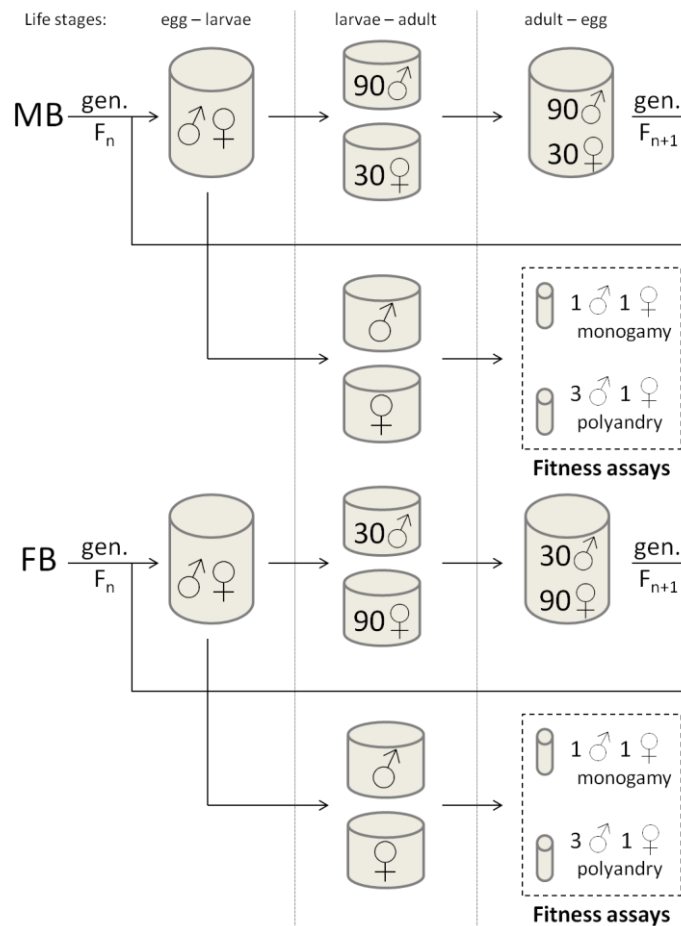 Life stages: egg – larvae larvae – adult adult – egg
MB gen. F_n 90♂ 90♂ gen. F_n+1
♂♀ 30♀ 30♀
♂ 1♂ 1♀
monogamy
♀ 3♂ 1♀
polyandry
Fitness assays
FB gen. F_n 30♂ 30♂ gen. F_n+1
♂♀ 90♀ 90♀
♂ 1♂ 1♀
monogamy
♀ 3♂ 1♀
polyandry
Fitness assays